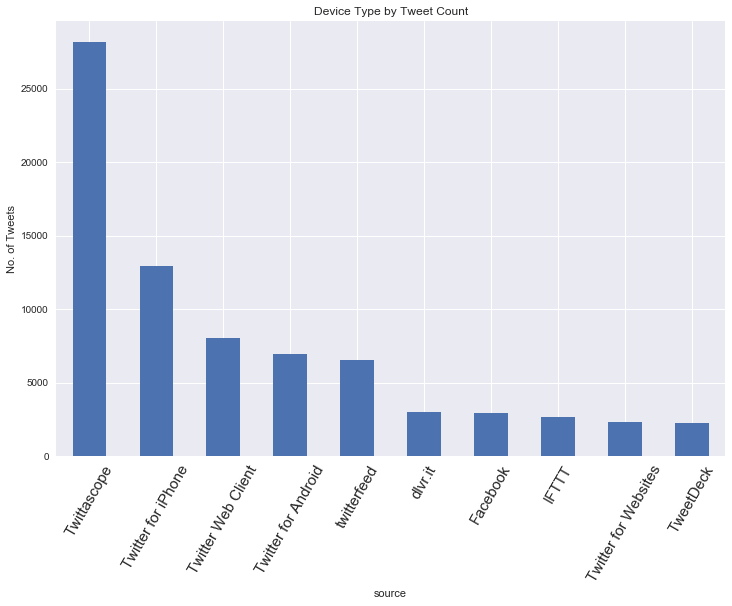 Device Type by Tweet Count
No. of Tweets
25000
20000
15000
10000
5000
0
Twittascope
Twitter for iPhone
Twitter Web Client
Twitter for Android
twitterfeed
dlvr.it
Facebook
IFTTT
Twitter for Websites
TweetDeck
source